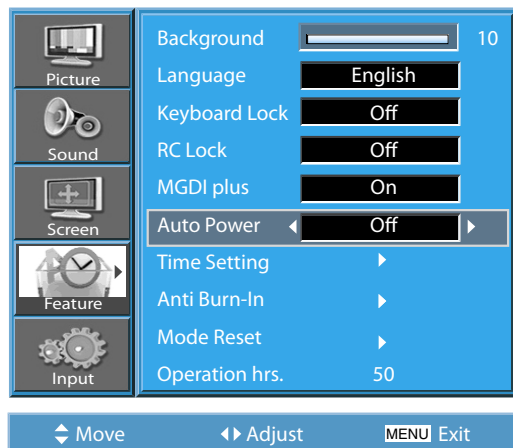 Picture
Sound
Screen
Feature
Input
Background 10
Language English
Keyboard Lock Off
RC Lock Off
MGDI plus On
Auto Power Off
Time Setting
Anti Burn-In
Mode Reset
Operation hrs. 50
Move Adjust MENU Exit